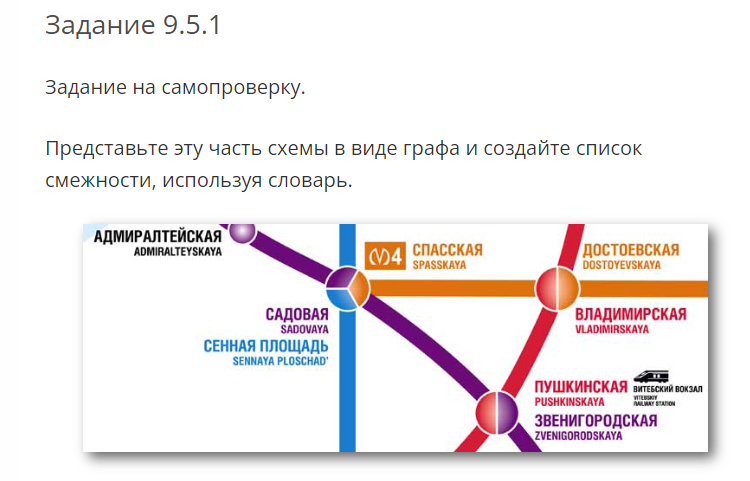 Задание 9.5.1
Задание на самопроверку.
Представьте эту часть схемы в виде графа и создайте список
смежности, используя словарь.
АДМИРАЛТЕЙСКАЯ
ADMIRALTEYSKAYA
4
СПАССКАЯ
SPASSKAYA
ДОСТОЕВСКАЯ
DOSTOYEVSKAYA
САДОВАЯ
SADOVAYA
СЕННАЯ ПЛОЩАДЬ
SENNAYA PLOSCHAD'
ВЛАДИМИРСКАЯ
VLADIMIRSKAYA
ПУШКИНСКАЯ
PUSHKINSKAYA
ВИТЕБСКИЙ ВОКЗАЛ
VITEBSKIY
RAILWAY STATION
ЗВЕНИГОРОДСКАЯ
ZVENIGORODSKAYA